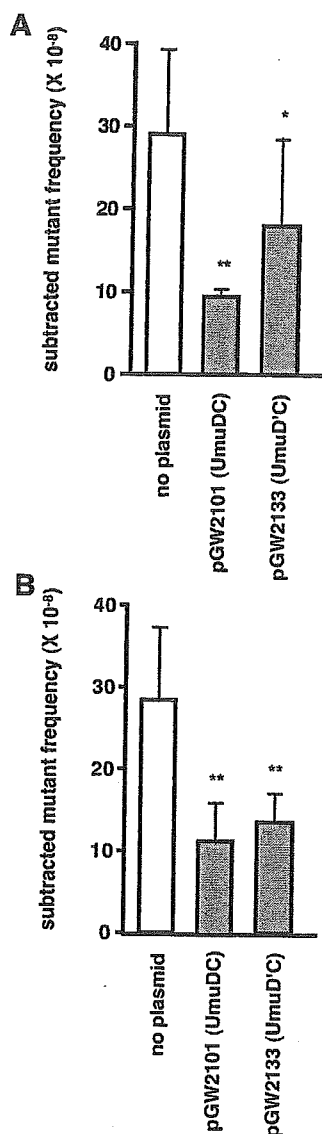 A
subtracted mutant frequency (X 10-8)
40
30
20
10
0
**
*
no plasmid
pGW2101 (UmuDC)
pGW2133 (UmuD'C)
B
subtracted mutant frequency (X 10-8)
40
30
20
10
0
**
**
no plasmid
pGW2101 (UmuDC)
pGW2133 (UmuD'C)